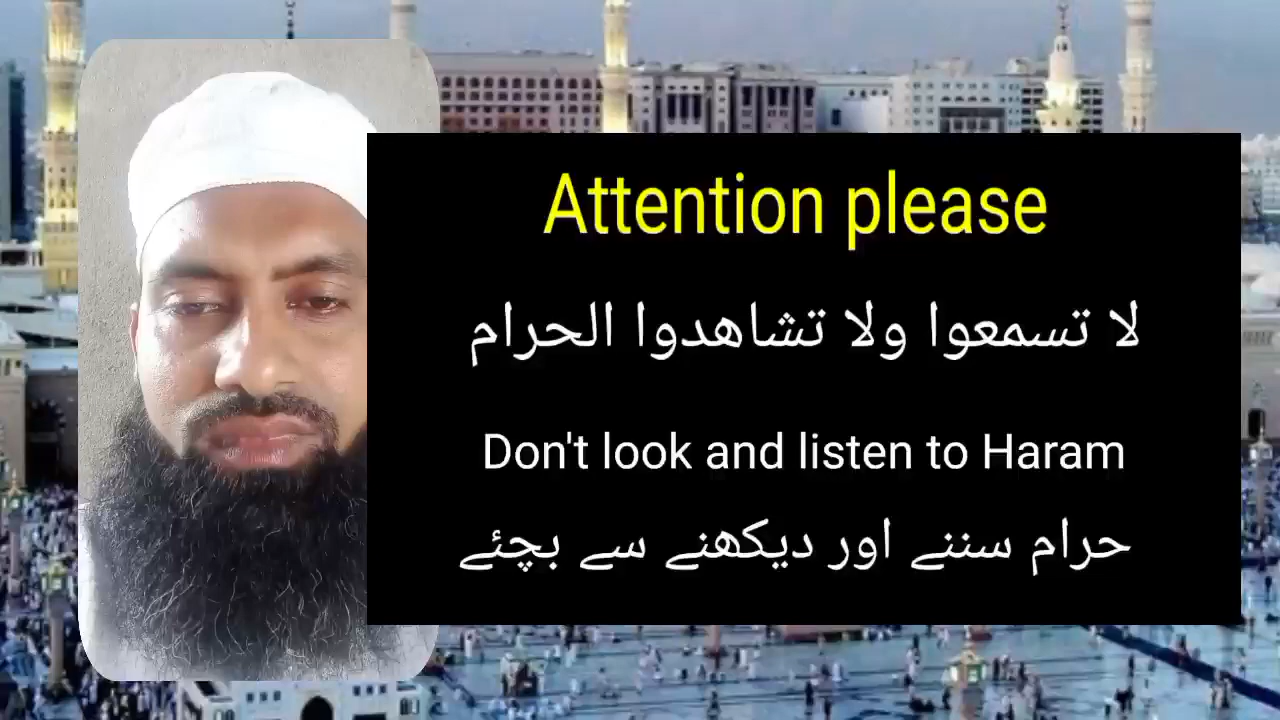 Attention please
لا تسمعوا ولا تشاهدوا الحرام
Don't look and listen to Haram
حرام سننے اور دیکھنے سے بچئے